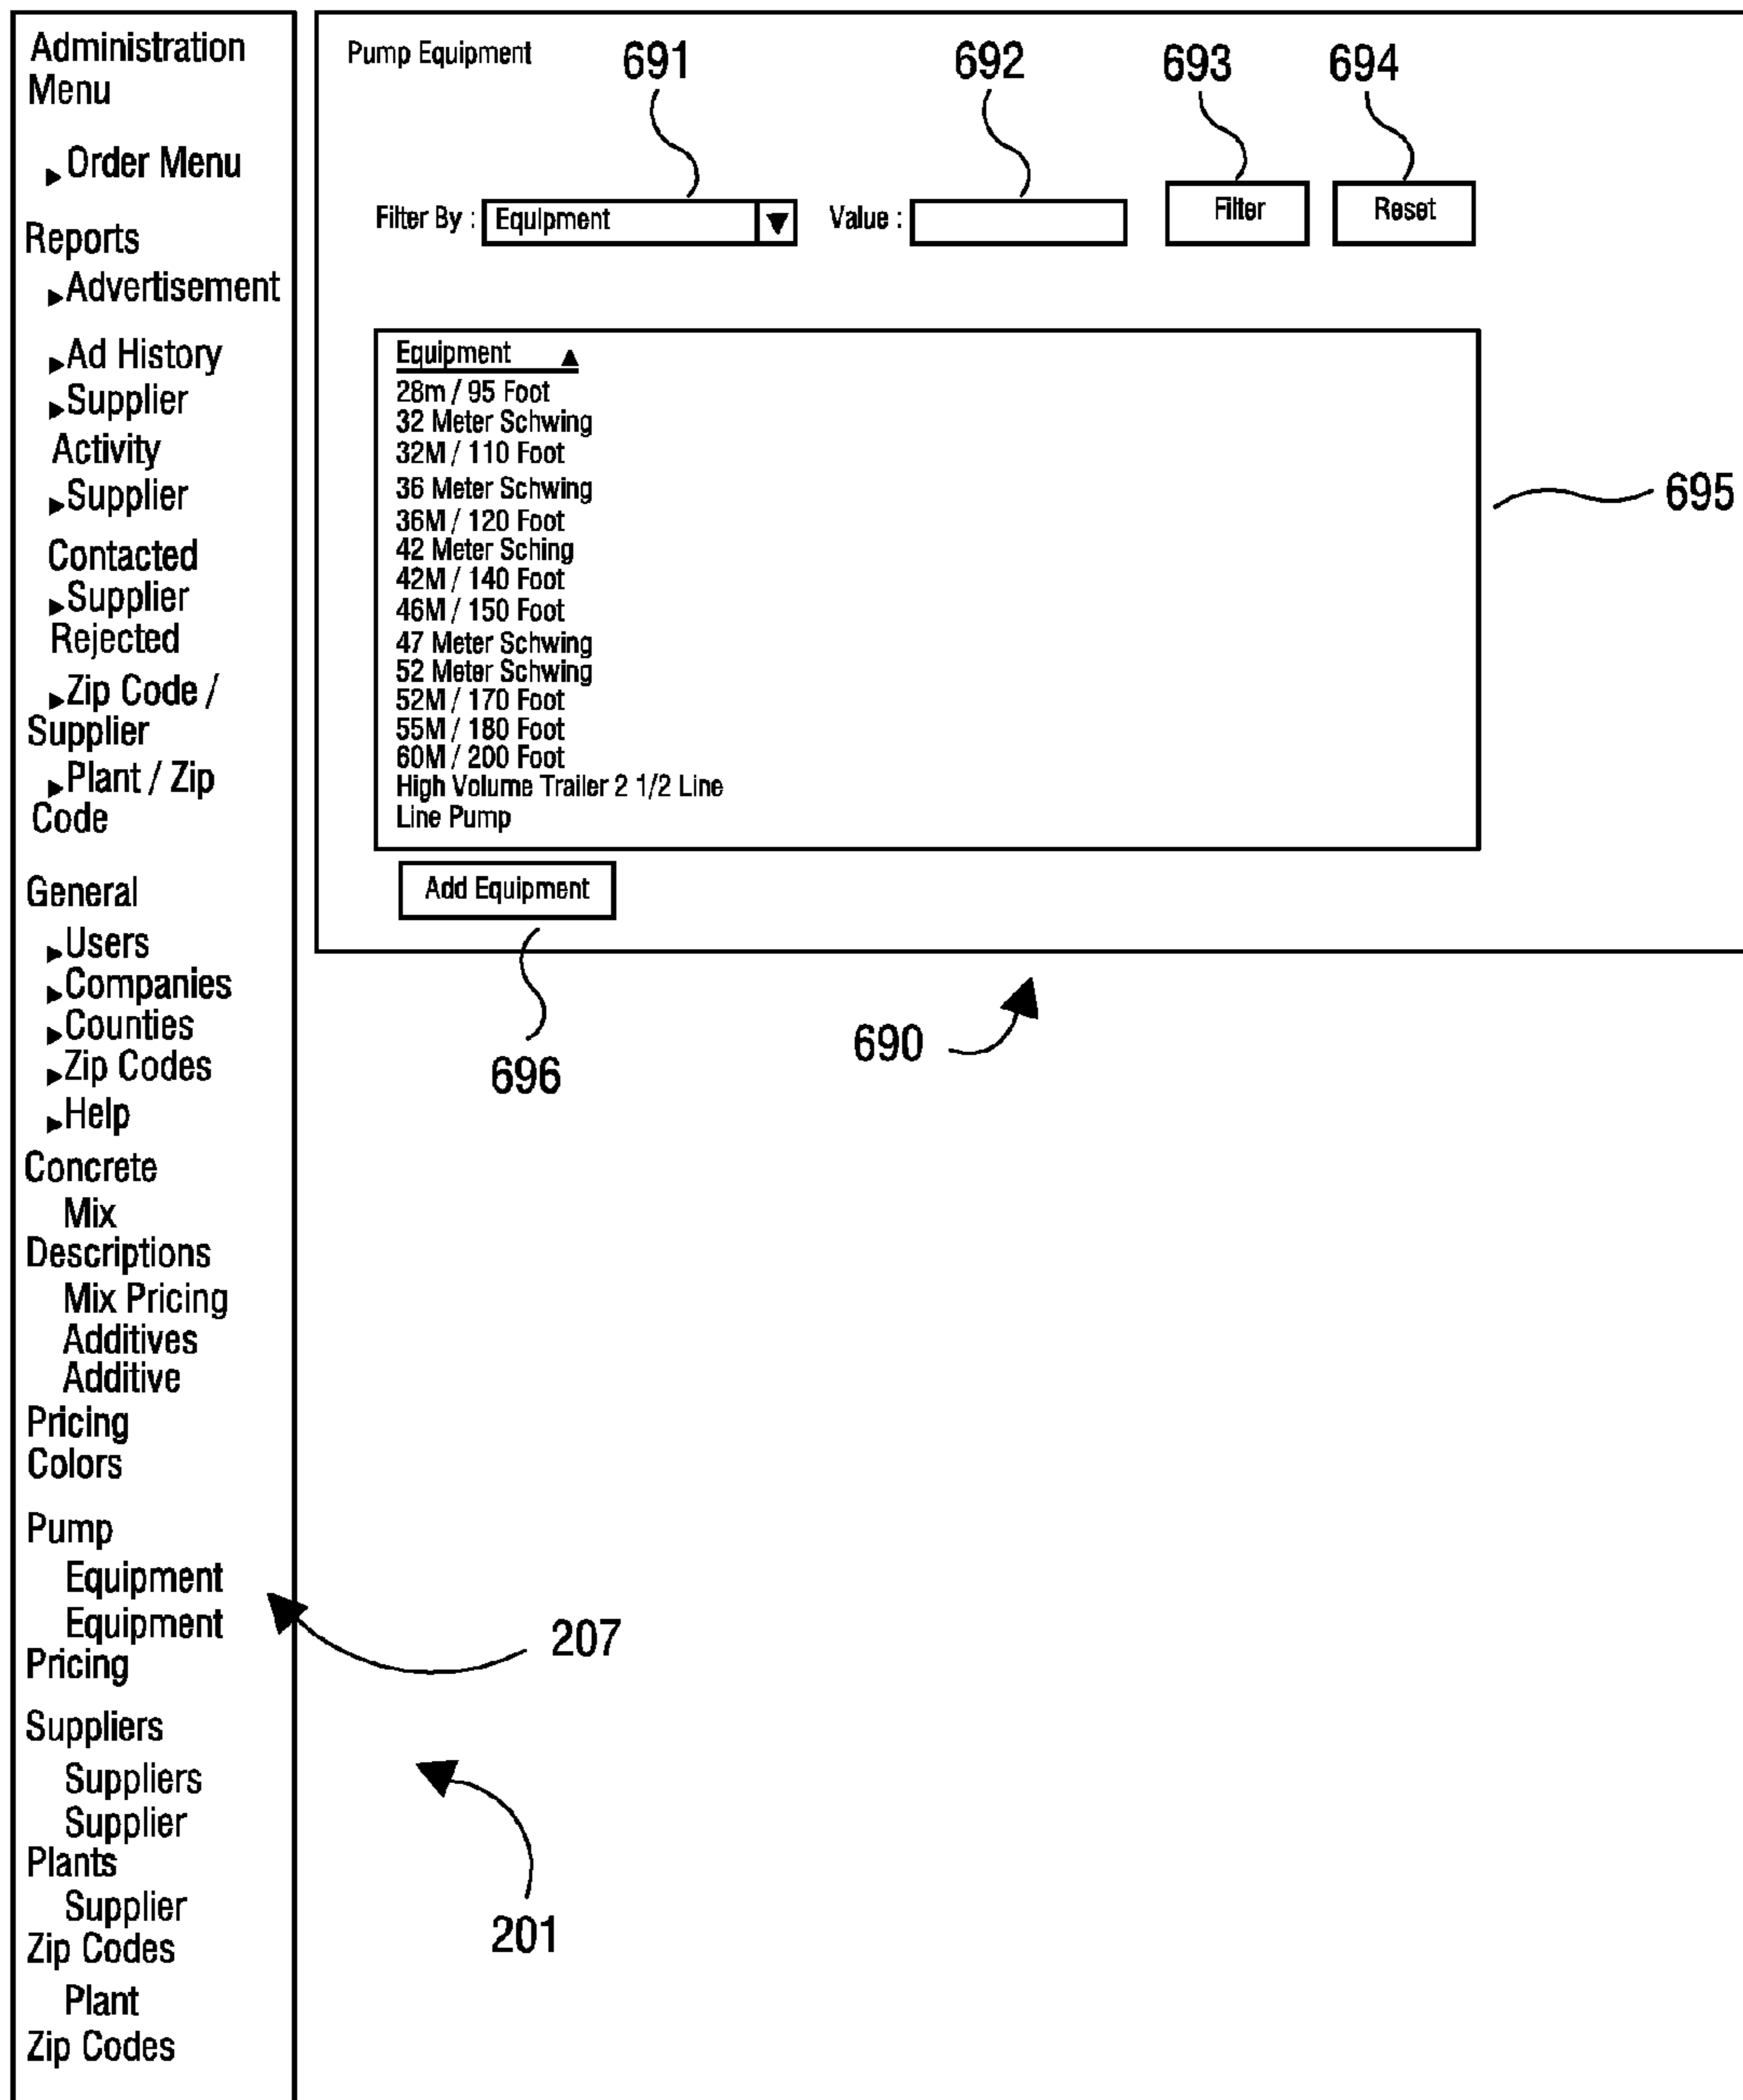 Administration
Menu
▸Order Menu
Reports
▸Advertisement
▸Ad History
▸Supplier
Activity
▸Supplier
Contacted
▸Supplier
Rejected
▸Zip Code /
Supplier
▸Plant / Zip
Code
General
▸Users
▸Companies
▸Counties
▸Zip Codes
▸Help
Concrete
Mix
Descriptions
Mix Pricing
Additives
Additive
Pricing
Colors
Pump
Equipment
Equipment
Pricing
Suppliers
Suppliers
Supplier
Plants
Supplier
Zip Codes
Plant
Zip Codes
Pump Equipment
691
692
693
694
Filter By : Equipment ▼ Value : Filter Reset
Equipment ▲
28m / 95 Foot
32 Meter Schwing
32M / 110 Foot
36 Meter Schwing
36M / 120 Foot
42 Meter Sching
42M / 140 Foot
46M / 150 Foot
47 Meter Schwing
52 Meter Schwing
52M / 170 Foot
55M / 180 Foot
60M / 200 Foot
High Volume Trailer 2 1/2 Line
Line Pump
695
Add Equipment
696
690
207
201